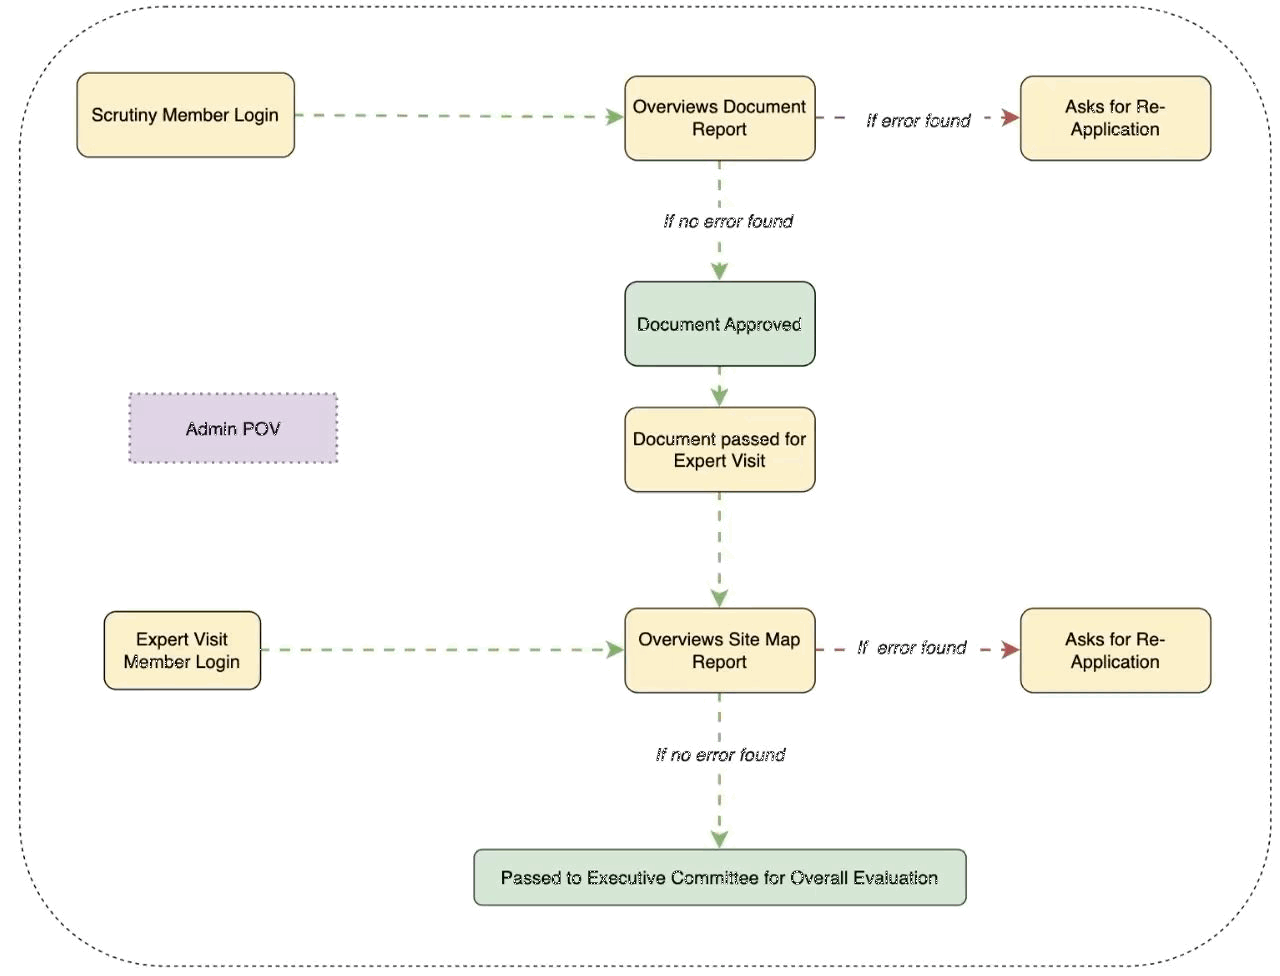 Scrutiny Member Login
Overviews Document
Report
If error found
Asks for Re-
Application
If no error found
Document Approved
Admin POV
Document passed for
Expert Visit
Expert Visit
Member Login
Overviews Site Map
Report
If error found
Asks for Re-
Application
If no error found
Passed to Executive Committee for Overall Evaluation